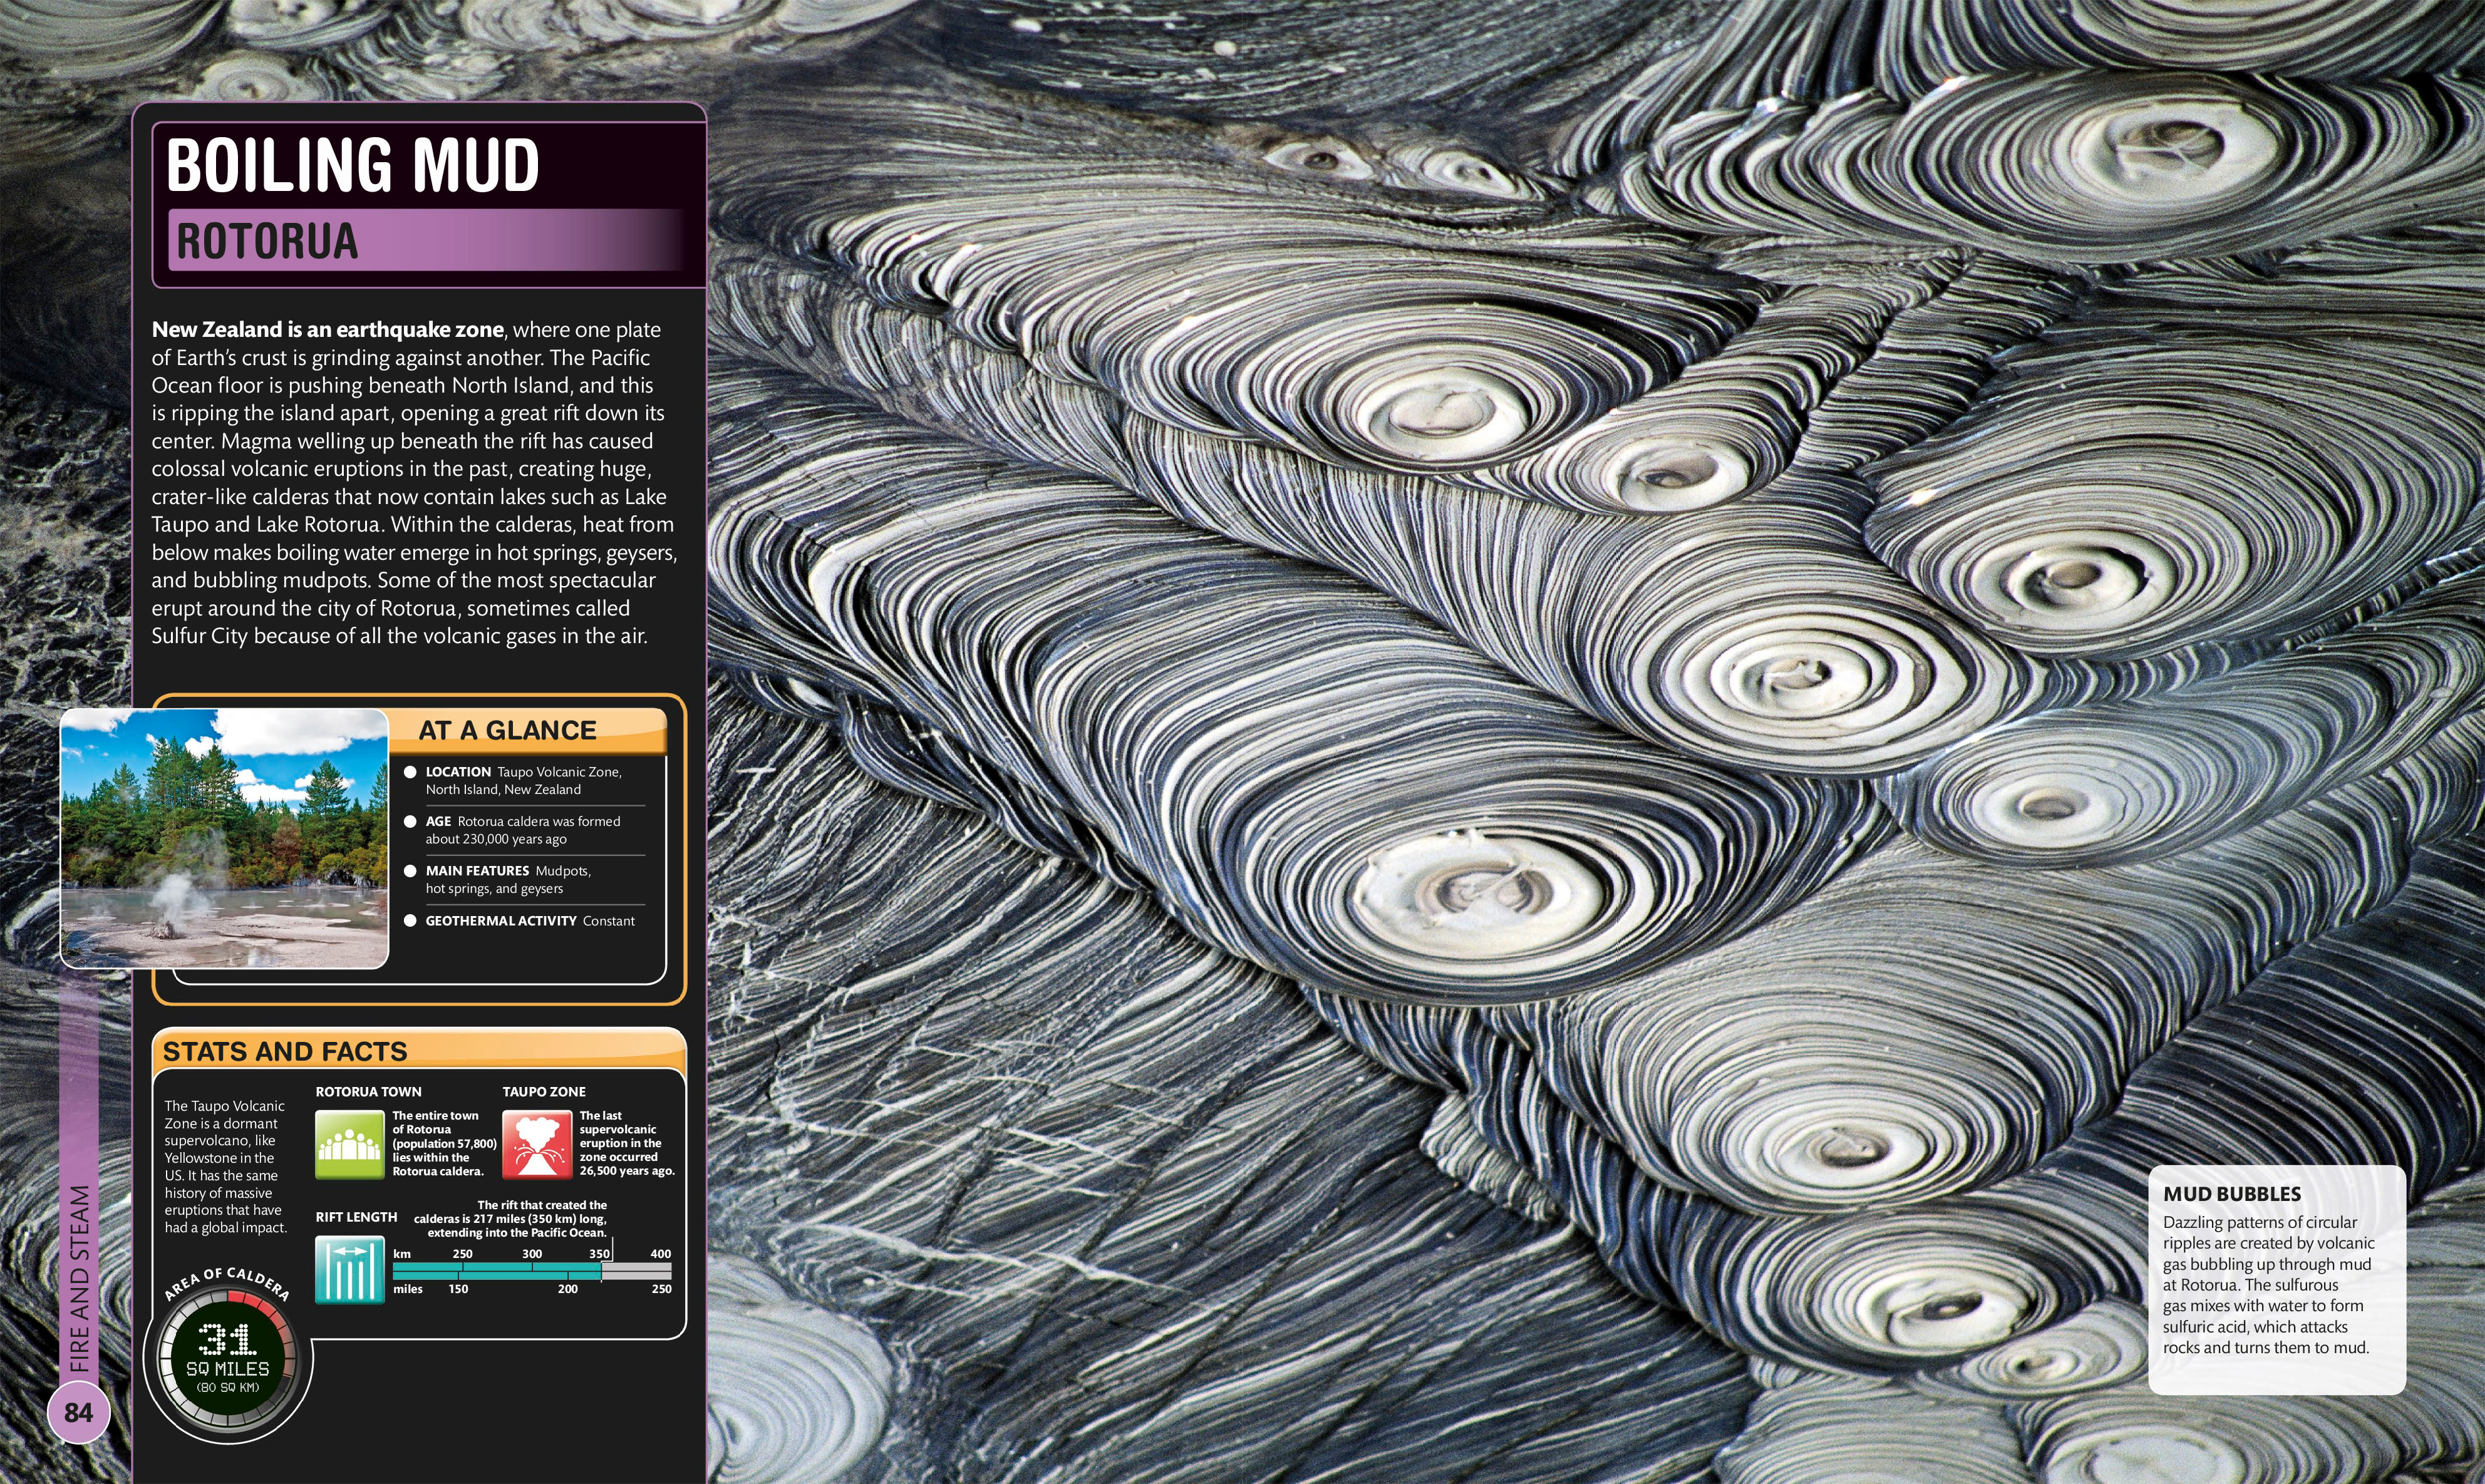 BOILING MUD
ROTORUA
New Zealand is an earthquake zone, where one plate
of Earth's crust is grinding against another. The Pacific
Ocean floor is pushing beneath North Island, and this
is ripping the island apart, opening a great rift down its
center. Magma welling up beneath the rift has caused
colossal volcanic eruptions in the past, creating huge,
crater-like calderas that now contain lakes such as Lake
Taupo and Lake Rotorua. Within the calderas, heat from
below makes boiling water emerge in hot springs, geysers,
and bubbling mudpots. Some of the most spectacular
erupt around the city of Rotorua, sometimes called
Sulfur City because of all the volcanic gases in the air.
AT A GLANCE
LOCATION Taupo Volcanic Zone,
North Island, New Zealand
AGE Rotorua caldera was formed
about 230,000 years ago
MAIN FEATURES Mudpots,
hot springs, and geysers
GEOTHERMAL ACTIVITY Constant
STATS AND FACTS
The Taupo Volcanic
Zone is a dormant
supervolcano, like
Yellowstone in the
US. It has the same
history of massive
eruptions that have
had a global impact.
ROTORUA TOWN
The entire town
of Rotorua
(population 57,800)
lies within the
Rotorua caldera.
TAUPO ZONE
The last
supervolcanic
eruption in the
zone occurred
26,500 years ago.
RIFT LENGTH
The rift that created the
calderas is 217 miles (350 km) long,
extending into the Pacific Ocean.
km 250 300 350 400
miles 150 200 250
AREA OF CALDERA
31
SQ MILES
(80 SQ KM)
FIRE AND STEAM
84
MUD BUBBLES
Dazzling patterns of circular
ripples are created by volcanic
gas bubbling up through mud
at Rotorua. The sulfurous
gas mixes with water to form
sulfuric acid, which attacks
rocks and turns them to mud.